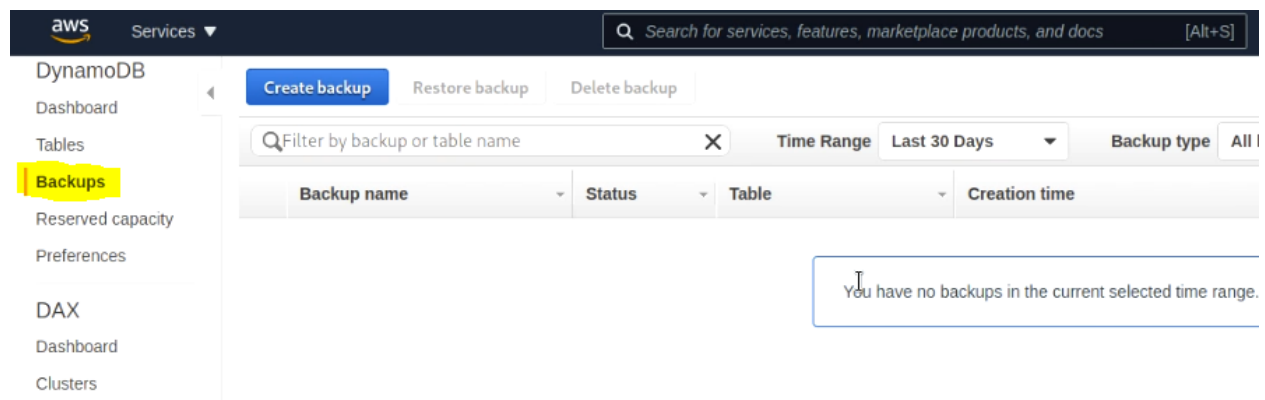 aws Services Search for services, features, marketplace products, and docs [Alt+S]
DynamoDB
Dashboard
Tables
Backups
Reserved capacity
Preferences
DAX
Dashboard
Clusters
Create backup Restore backup Delete backup
Filter by backup or table name Time Range Last 30 Days Backup type All
Backup name Status Table Creation time
You have no backups in the current selected time range.